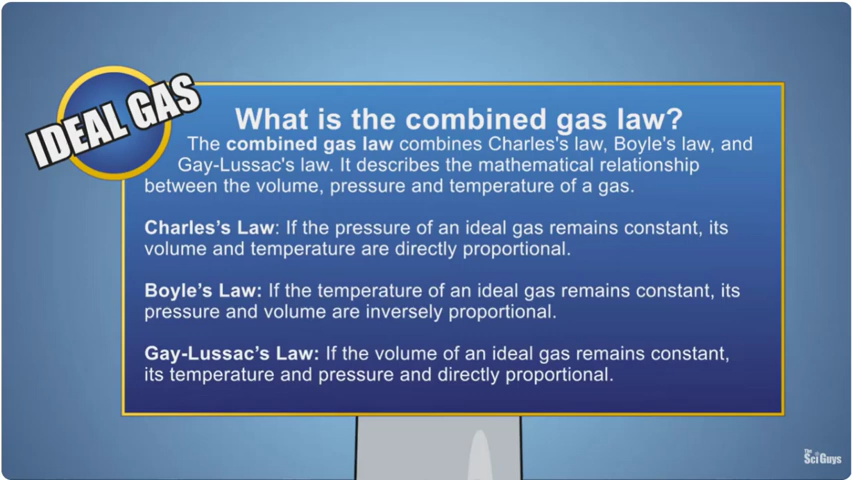 IDEAL GAS
What is the combined gas law?
The combined gas law combines Charles's law, Boyle's law, and
Gay-Lussac's law. It describes the mathematical relationship
between the volume, pressure and temperature of a gas.
Charles's Law: If the pressure of an ideal gas remains constant, its
volume and temperature are directly proportional.
Boyle's Law: If the temperature of an ideal gas remains constant, its
pressure and volume are inversely proportional.
Gay-Lussac's Law: If the volume of an ideal gas remains constant,
its temperature and pressure and directly proportional.
The
Sci Guys